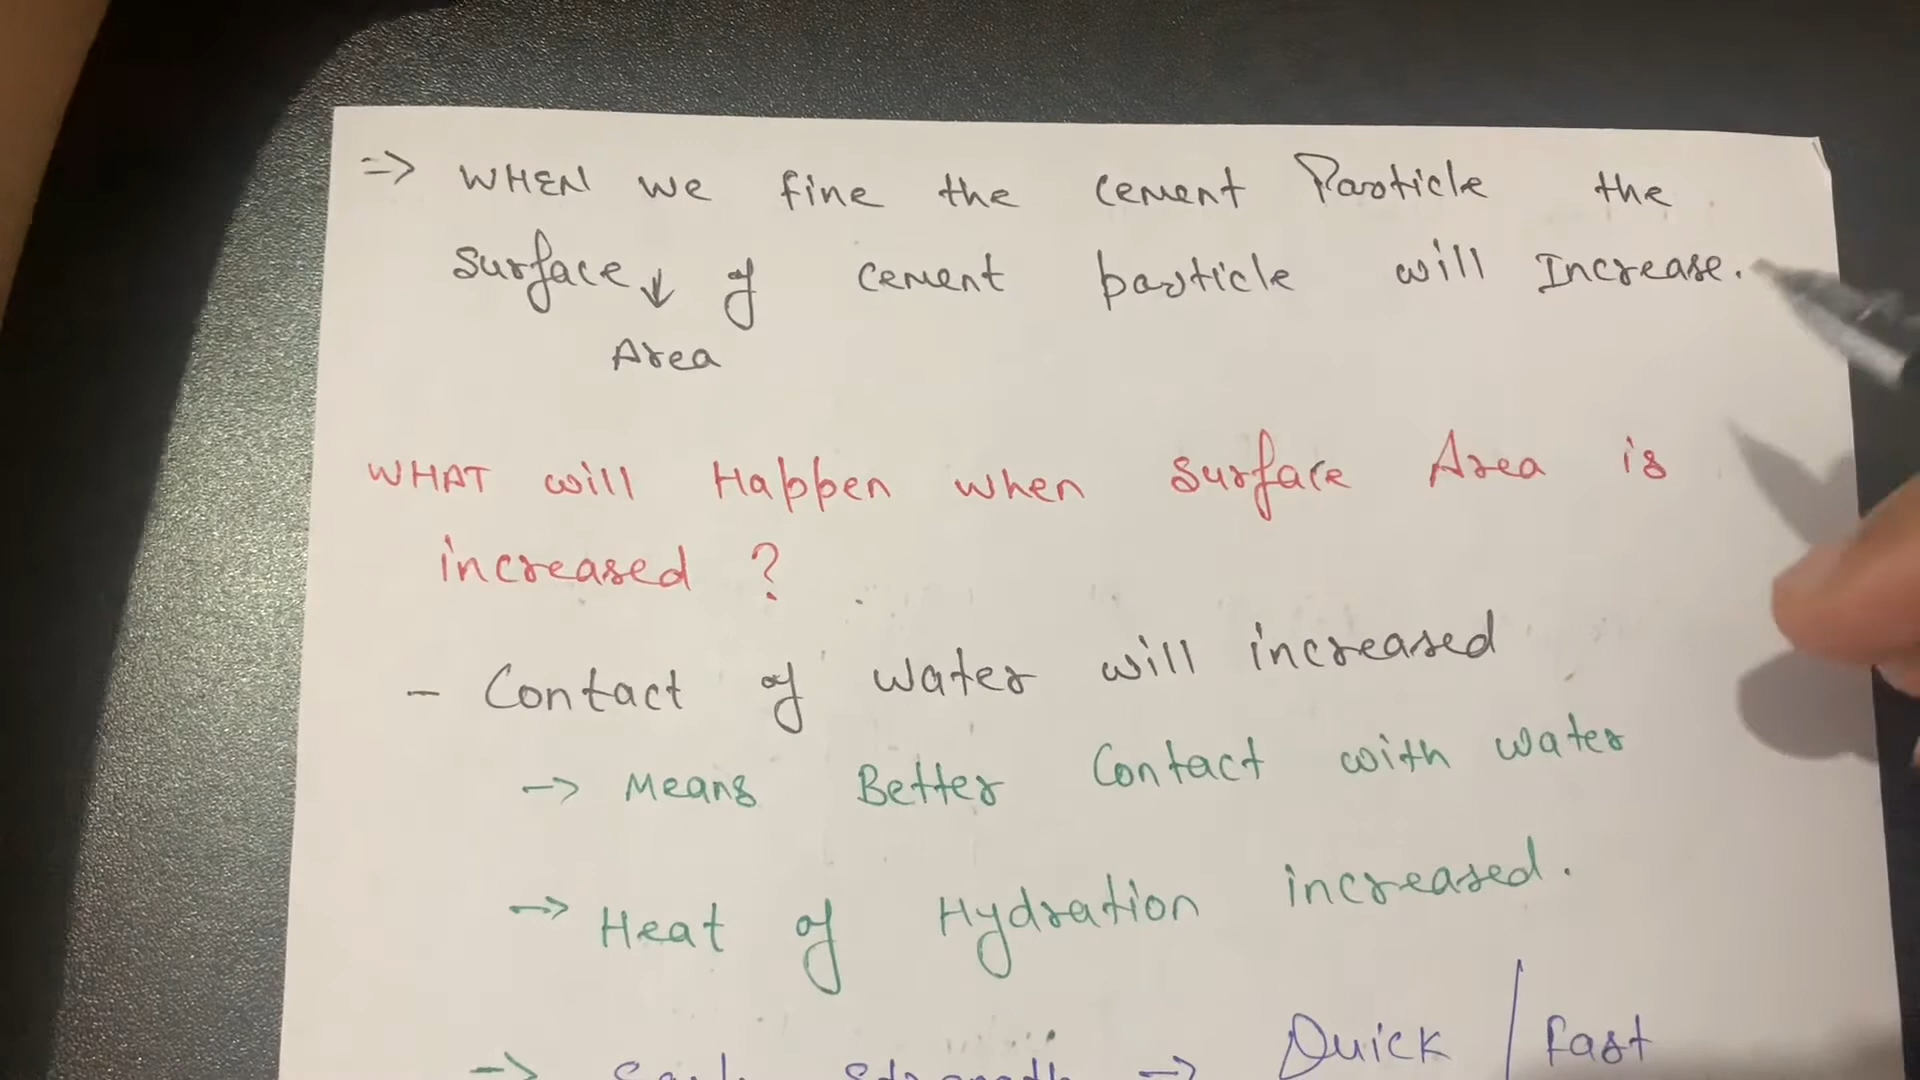 => WHEN we fine the cement Particle the
surface ↓ of cement particle will Increase.
Area
WHAT will Happen when surface Area is
increased ?
- Contact of water will increased
-> Means Better Contact with water
-> Heat of Hydration increased.
-> Early Strength -> Quick / fast